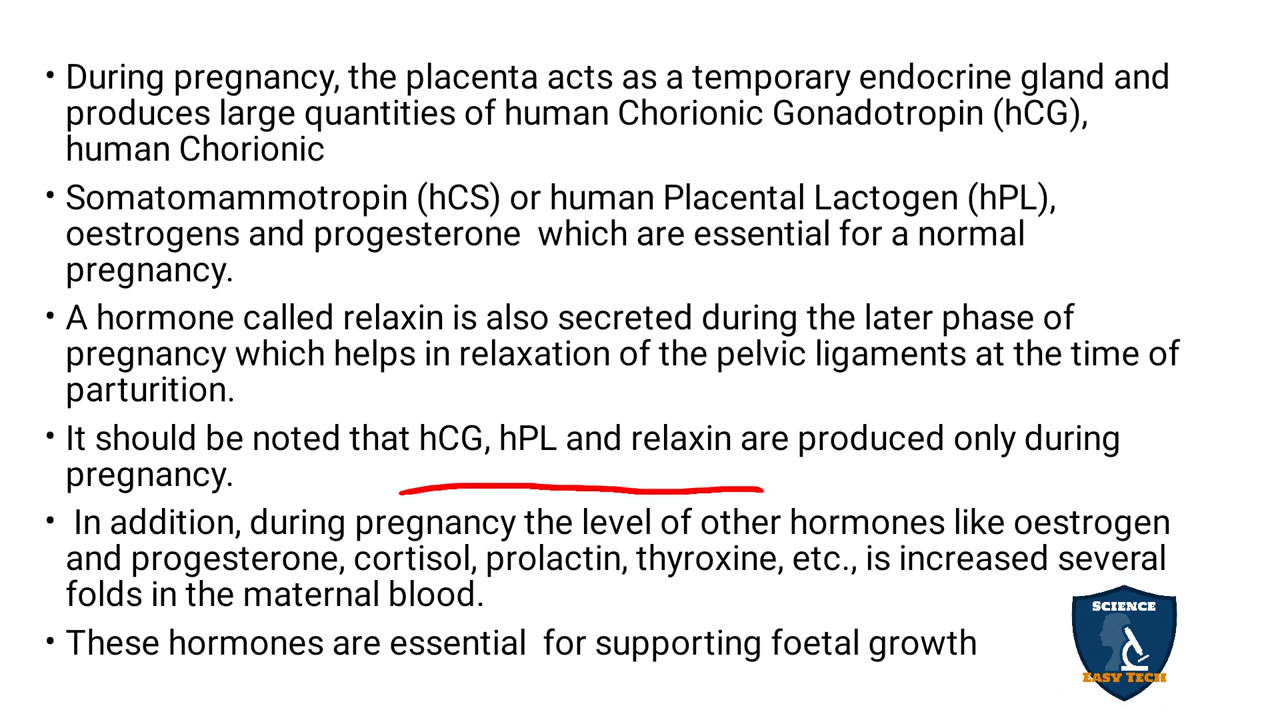 • During pregnancy, the placenta acts as a temporary endocrine gland and
produces large quantities of human Chorionic Gonadotropin (hCG),
human Chorionic
• Somatomammotropin (hCS) or human Placental Lactogen (hPL),
oestrogens and progesterone  which are essential for a normal
pregnancy.
• A hormone called relaxin is also secreted during the later phase of
pregnancy which helps in relaxation of the pelvic ligaments at the time of
parturition.
• It should be noted that hCG, hPL and relaxin are produced only during
pregnancy.
•  In addition, during pregnancy the level of other hormones like oestrogen
and progesterone, cortisol, prolactin, thyroxine, etc., is increased several
folds in the maternal blood.
• These hormones are essential  for supporting foetal growth
SCIENCE
EASY TECH